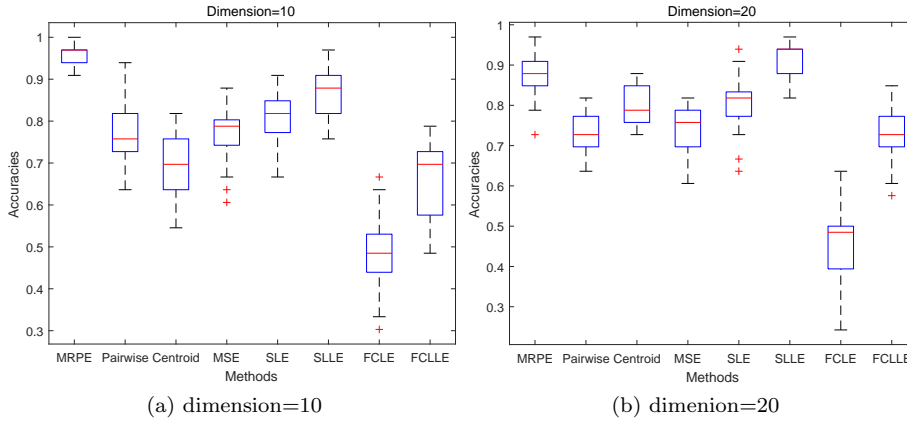 Dimension=10
1
0.9
0.8
0.7
0.6
0.5
0.4
0.3
Accuracies
MRPE Pairwise Centroid MSE SLE SLLE FCLE FCLLE
Methods
(a) dimension=10
Dimension=20
1
0.9
0.8
0.7
0.6
0.5
0.4
0.3
Accuracies
MRPE Pairwise Centroid MSE SLE SLLE FCLE FCLLE
Methods
(b) dimenion=20